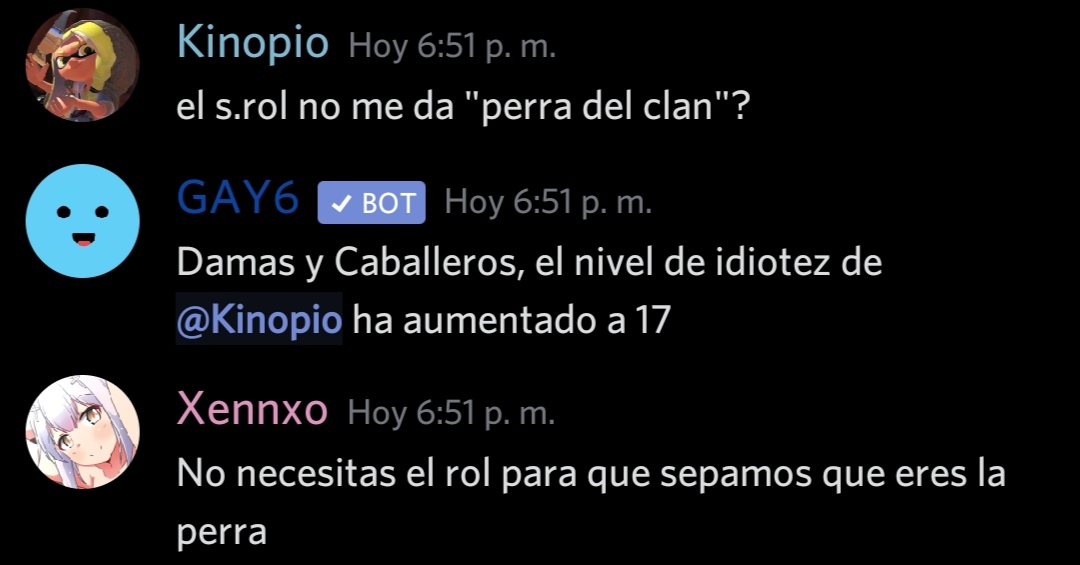 Kinopio Hoy 6:51 p. m.
el s.rol no me da "perra del clan"?
GAY6 ✓ BOT Hoy 6:51 p. m.
Damas y Caballeros, el nivel de idiotez de
@Kinopio ha aumentado a 17
Xennxo Hoy 6:51 p. m.
No necesitas el rol para que sepamos que eres la
perra